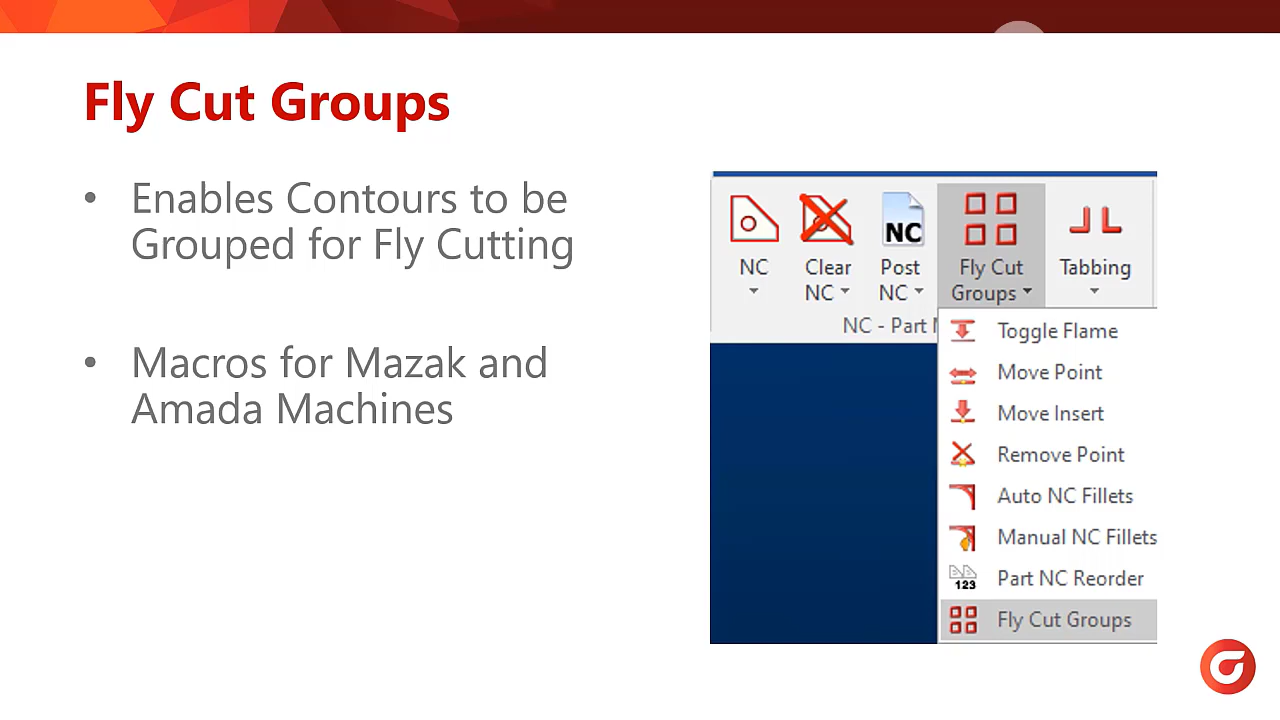 Fly Cut Groups
• Enables Contours to be
Grouped for Fly Cutting
• Macros for Mazak and
Amada Machines
NC
Clear
NC
NC
Post
NC
Fly Cut
Groups
Tabbing
NC - Part
Toggle Flame
Move Point
Move Insert
Remove Point
Auto NC Fillets
Manual NC Fillets
123
Part NC Reorder
Fly Cut Groups